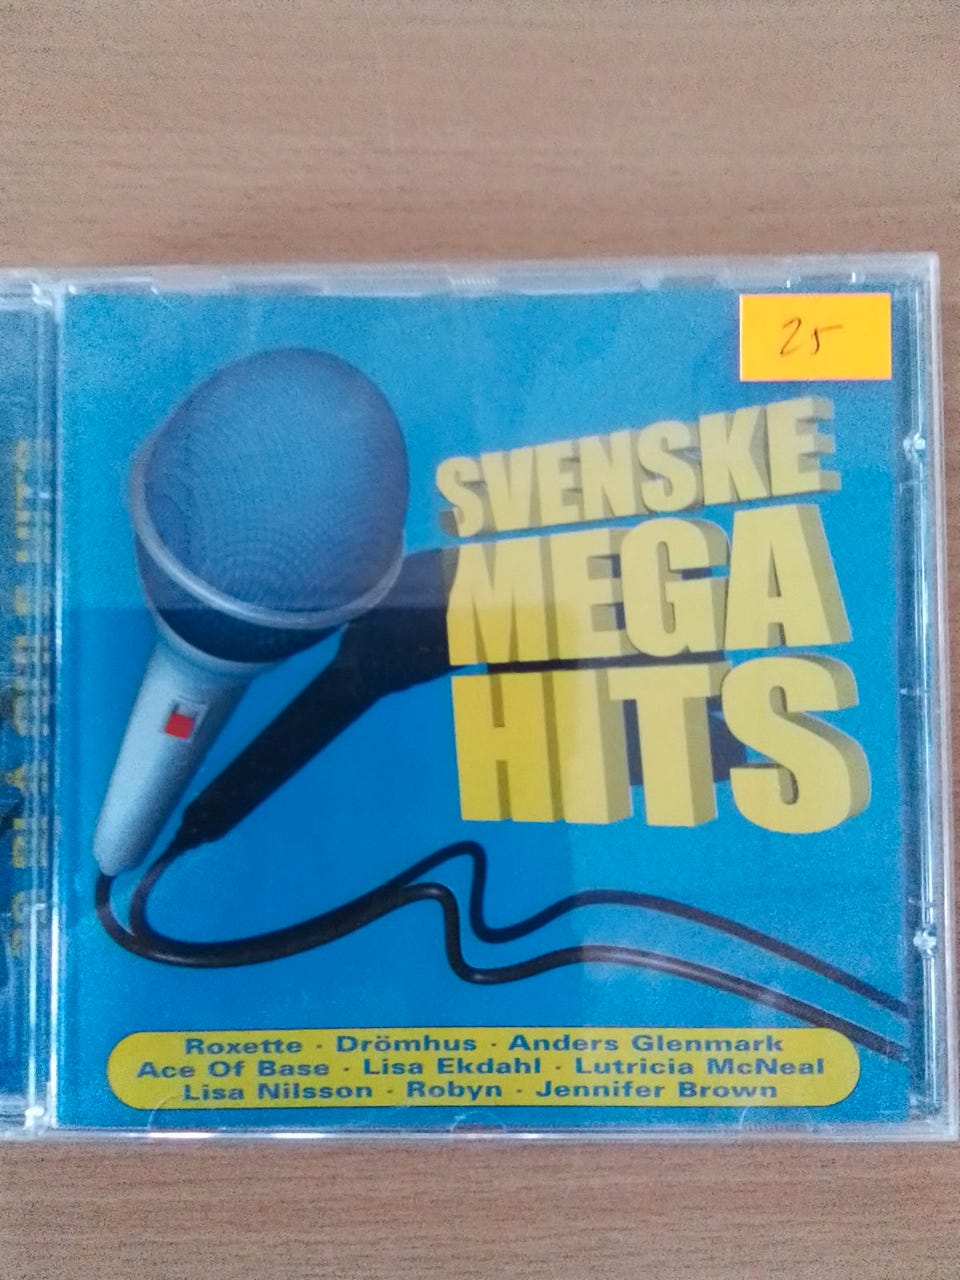 25
SVENSKE
MEGA
HITS
Roxette · Drömhus · Anders Glenmark
Ace Of Base · Lisa Ekdahl · Lutricia McNeal
Lisa Nilsson · Robyn · Jennifer Brown